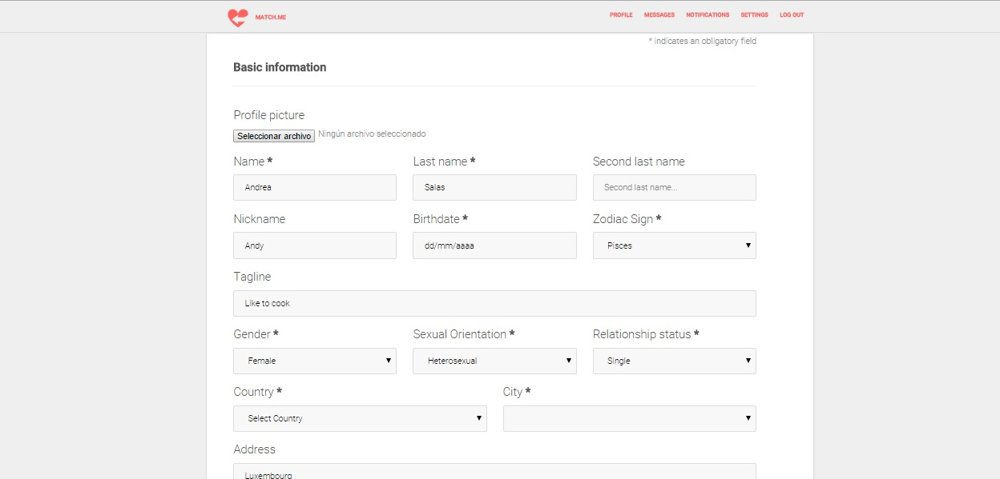 MATCH.ME PROFILE MESSAGES NOTIFICATIONS SETTINGS LOG OUT
* indicates an obligatory field
Basic information
Profile picture
Seleccionar archivo Ningún archivo seleccionado
Name * Last name * Second last name
Andrea Salas Second last name...
Nickname Birthdate * Zodiac Sign *
Andy dd/mm/aaaa Pisces
Tagline
Like to cook
Gender * Sexual Orientation * Relationship status *
Female Heterosexual Single
Country * City *
Select Country
Address
Luxembourg